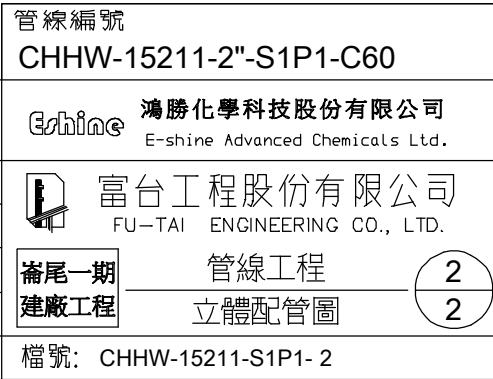 管線編號
CHHW-15211-2"-S1P1-C60
Eshine
鴻勝化學科技股份有限公司
E-shine Advanced Chemicals Ltd.
富台工程股份有限公司
FU-TAI ENGINEERING CO., LTD.
崙尾一期
建廠工程
管線工程
立體配管圖
2
2
檔號: CHHW-15211-S1P1- 2